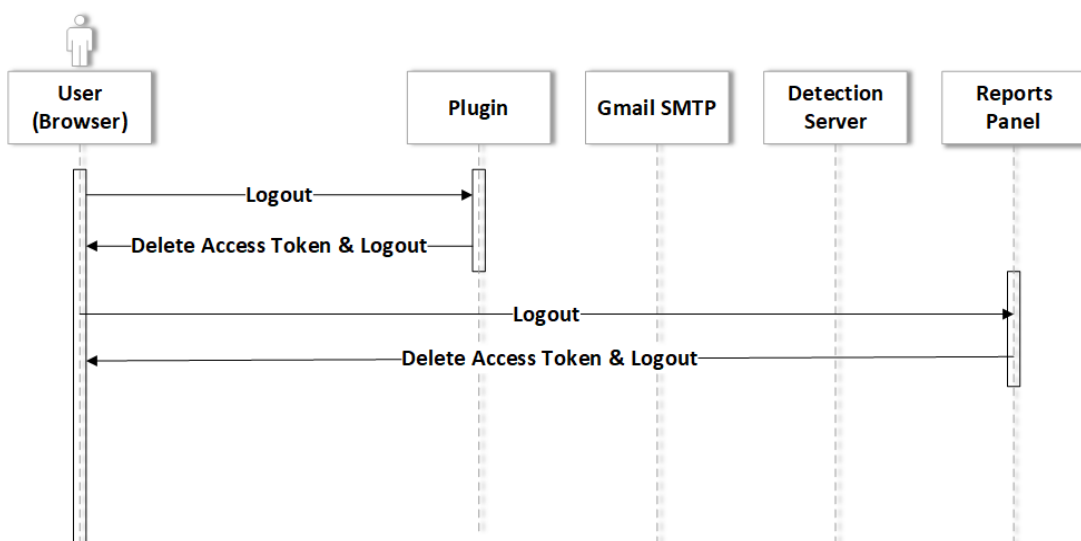 User
(Browser)
Plugin
Gmail SMTP
Detection
Server
Reports
Panel
Logout
Delete Access Token & Logout
Logout
Delete Access Token & Logout